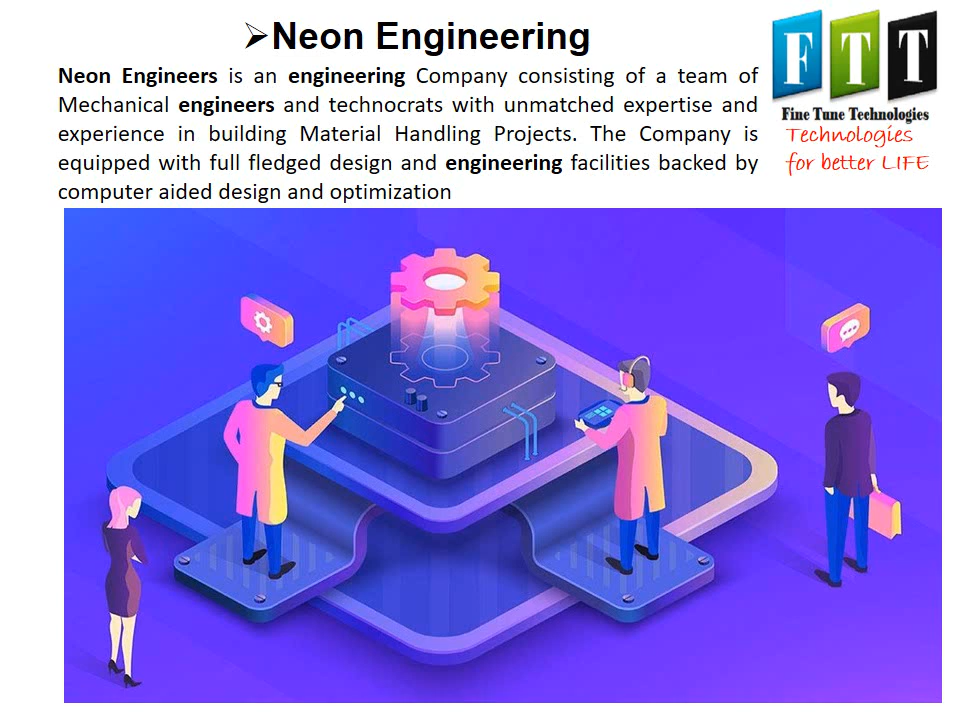 ➢Neon Engineering
Neon Engineers is an engineering Company consisting of a team of
Mechanical engineers and technocrats with unmatched expertise and
experience in building Material Handling Projects. The Company is
equipped with full fledged design and engineering facilities backed by
computer aided design and optimization
FTT
Fine Tune Technologies
Technologies
for better LIFE